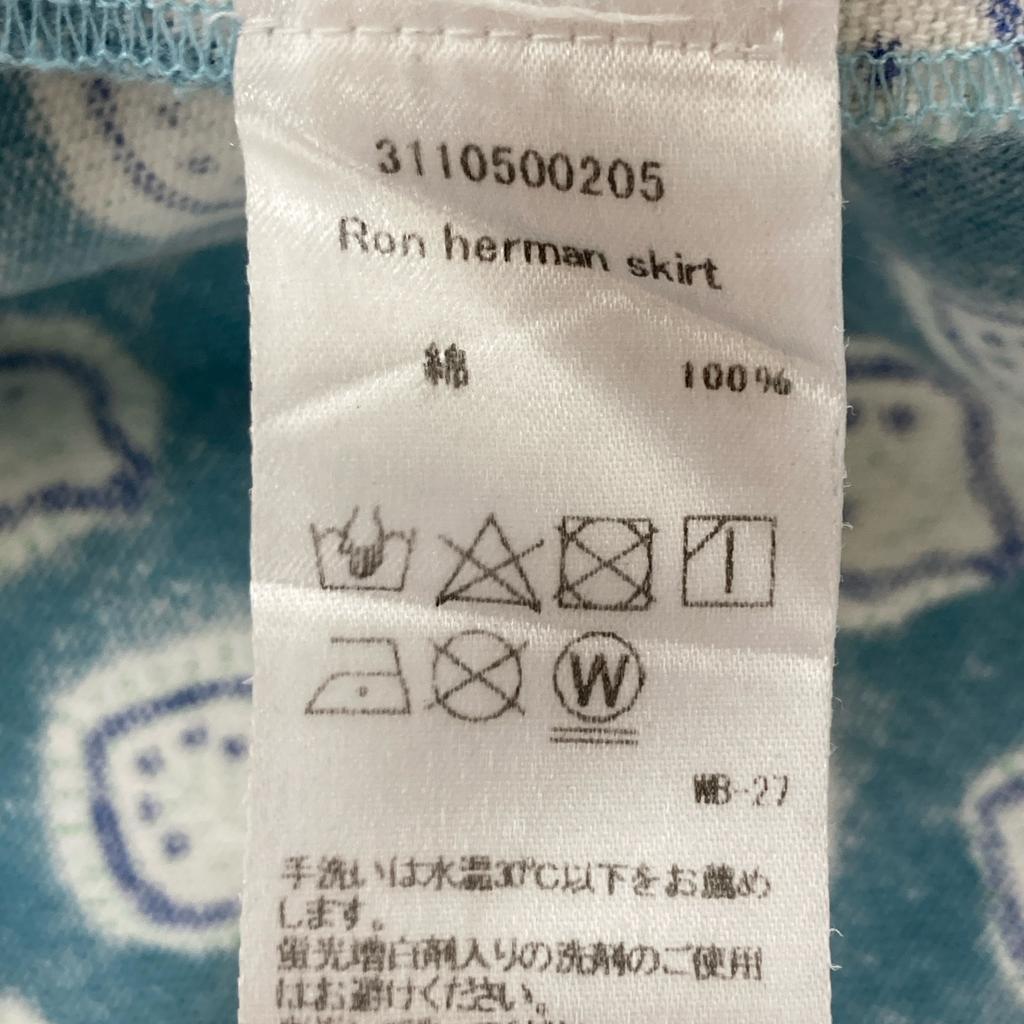 3110500205
Ron herman skirt
綿 100%
W
WB-27
手洗いは水温30℃以下をお薦め
します。
蛍光増白剤入りの洗剤のご使用
はお避けください。